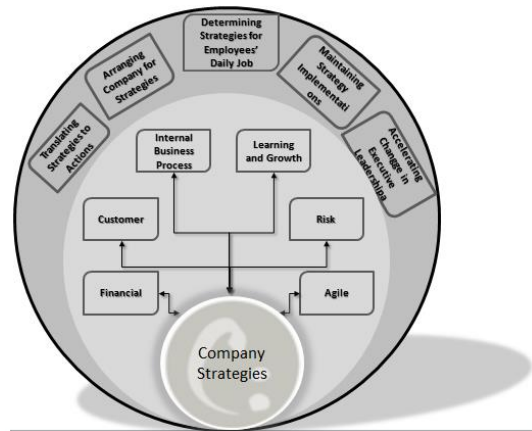 Determining
Strategies for
Employees'
Daily Job
Arranging
Company for
Strategies
Maintaining
Strategy
Implementati
ons
Translating
Strategies to
Actions
Accelerating
Changge in
Executive
Leadershipa
Internal
Business
Process
Learning
and Growth
Customer
Risk
Financial
Agile
Company
Strategies